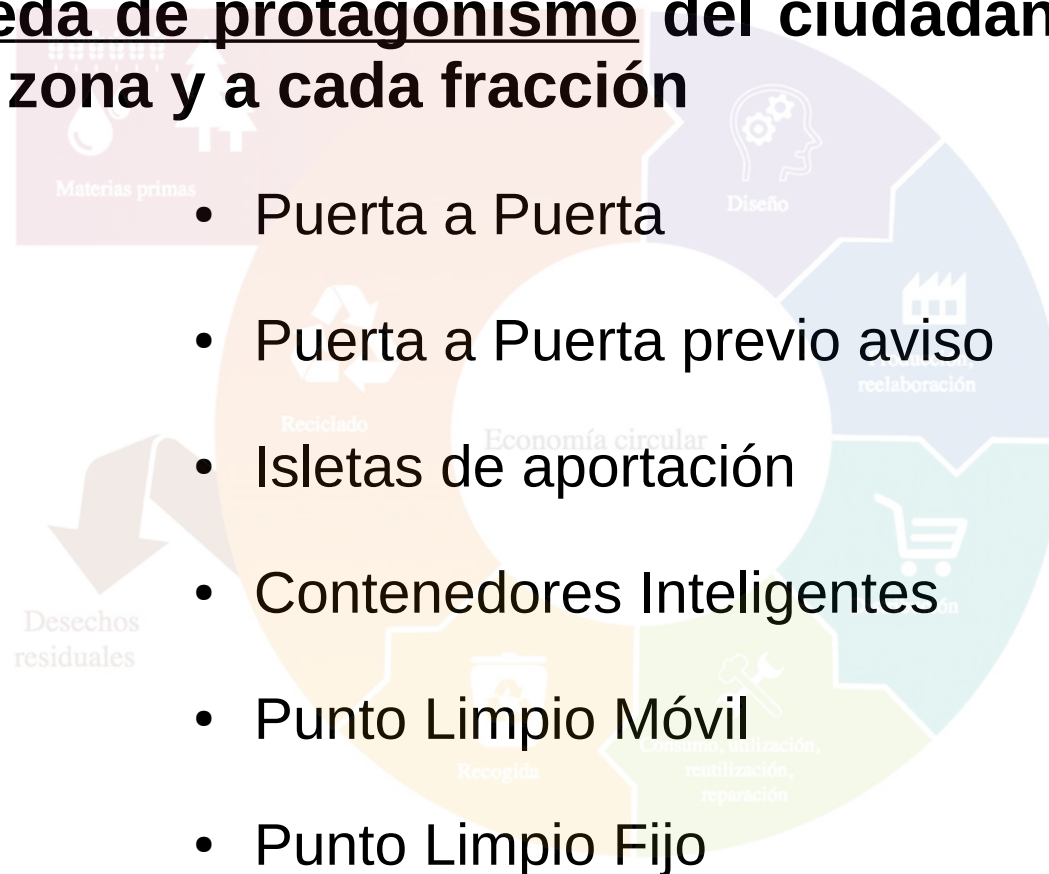 eda de protagonismo del ciudadan
zona y a cada fracción
Materias primas
Diseño
• Puerta a Puerta
• Puerta a Puerta previo aviso
reelaboración
Reciclado
Economía circular
• Isletas de aportación
• Contenedores Inteligentes
Desechos
residuales
• Punto Limpio Móvil
Consumo, utilización,
reutilización,
reparación
Recogida
• Punto Limpio Fijo